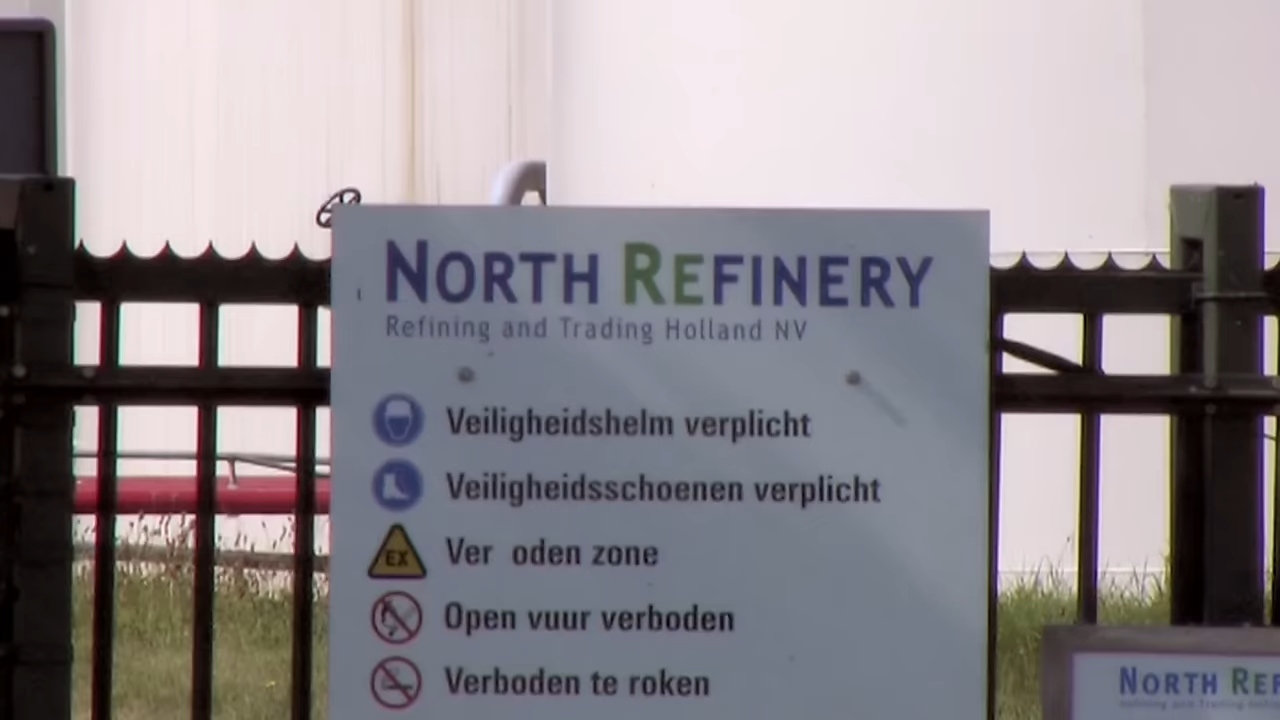 NORTH REFINERY
Refining and Trading Holland NV
Veiligheidshelm verplicht
Veiligheidsschoenen verplicht
EX
Ver oden zone
Open vuur verboden
Verboden te roken
NORTH REF